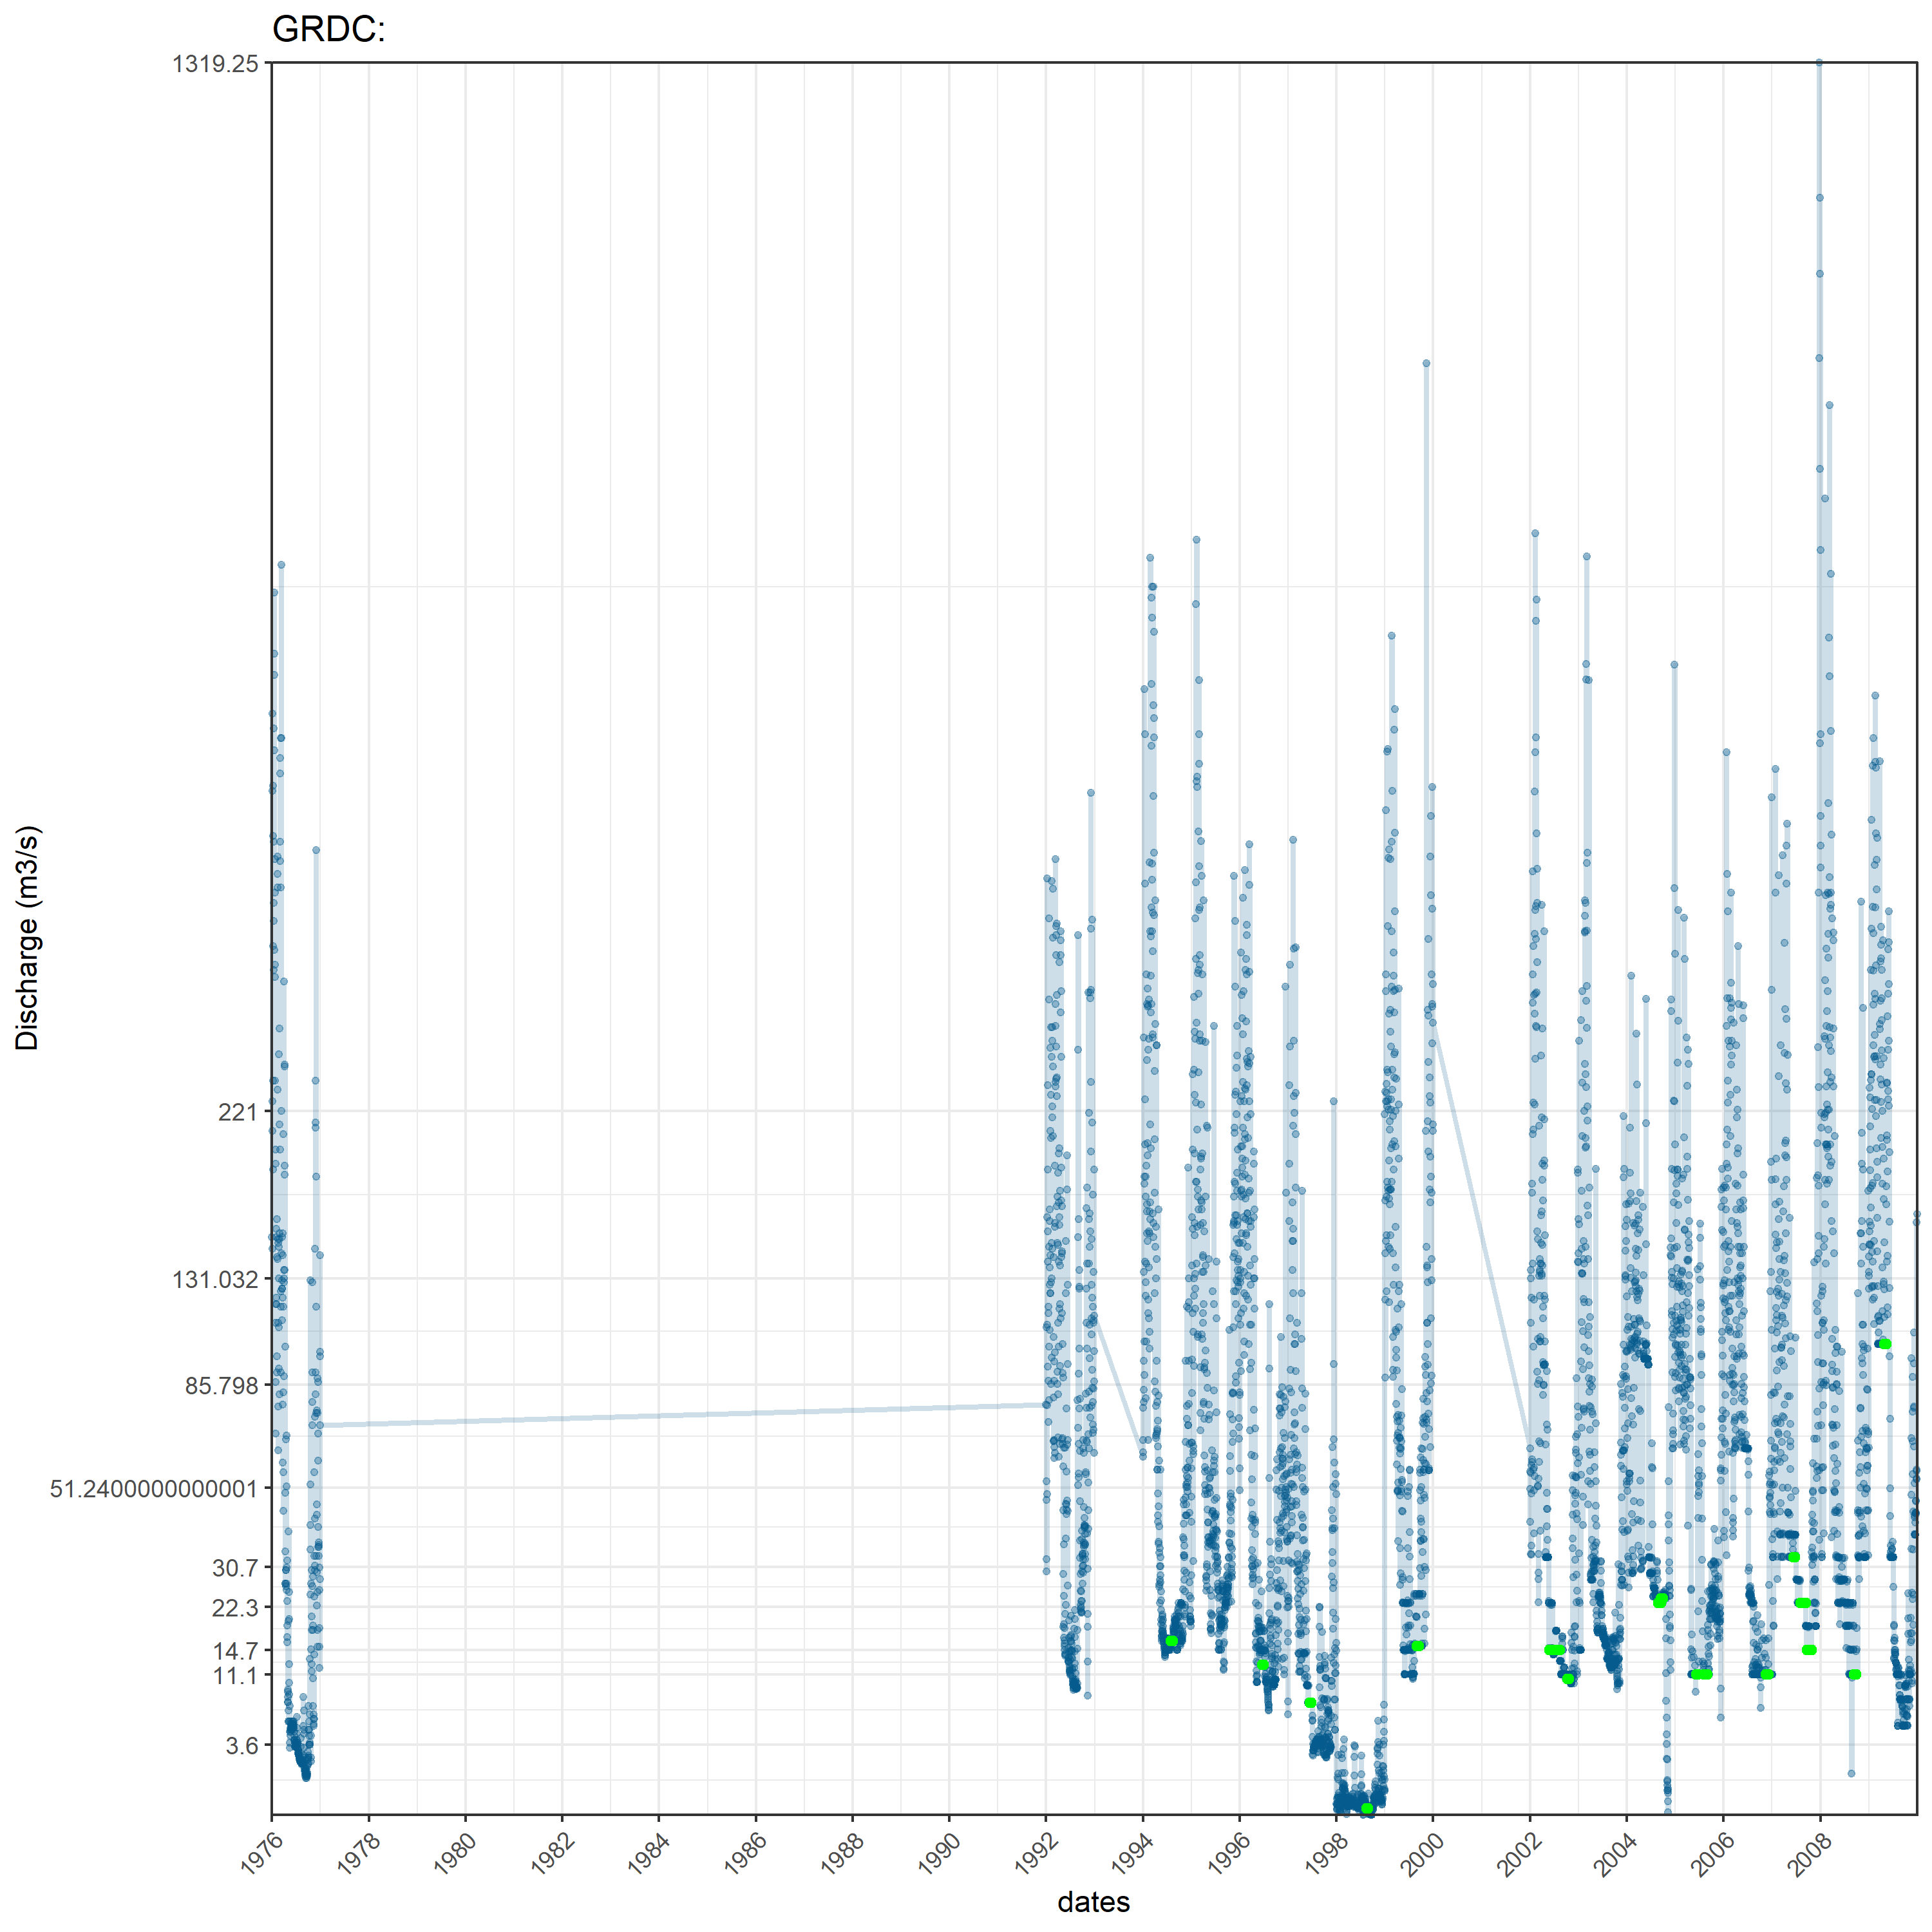 GRDC:
1319.25
221
131.032
85.798
51.2400000000001
30.7
22.3
14.7
11.1
3.6
Discharge (m3/s)
1976 1978 1980 1982 1984 1986 1988 1990 1992 1994 1996 1998 2000 2002 2004 2006 2008
dates